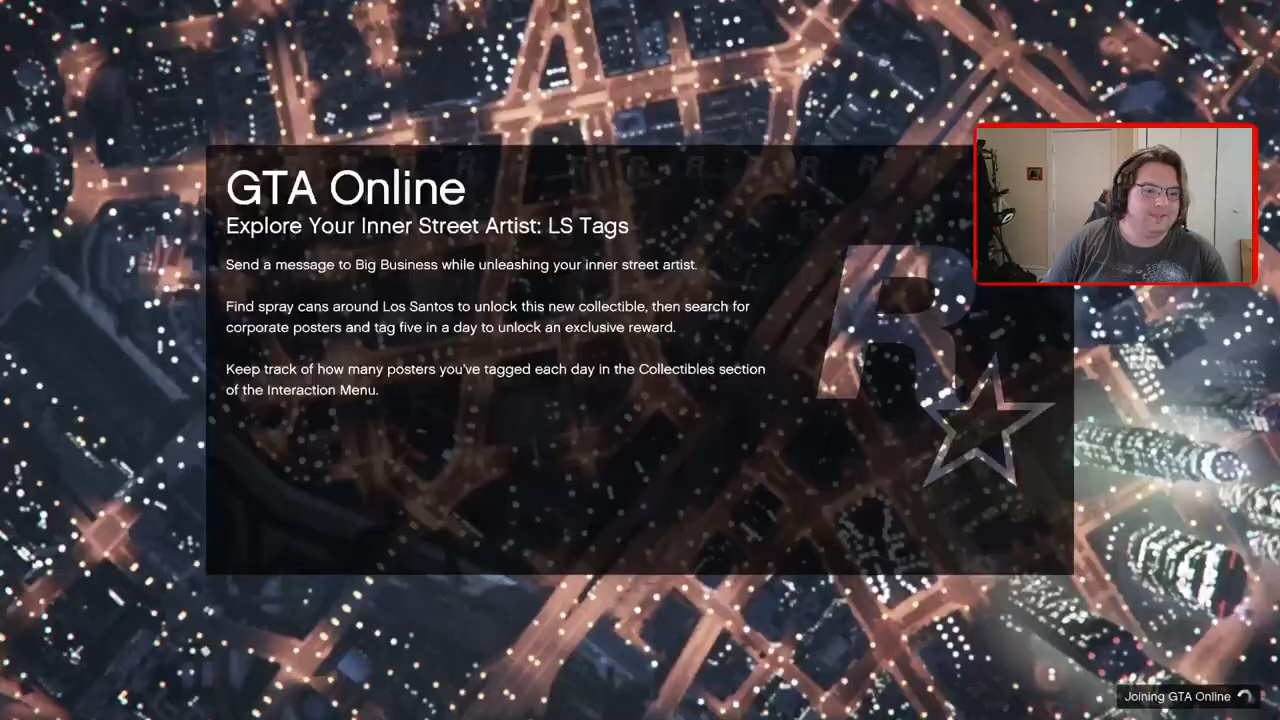 GTA Online
Explore Your Inner Street Artist: LS Tags
Send a message to Big Business while unleashing your inner street artist.
Find spray cans around Los Santos to unlock this new collectible, then search for
corporate posters and tag five in a day to unlock an exclusive reward.
Keep track of how many posters you've tagged each day in the Collectibles section
of the Interaction Menu.
R
Joining GTA Online